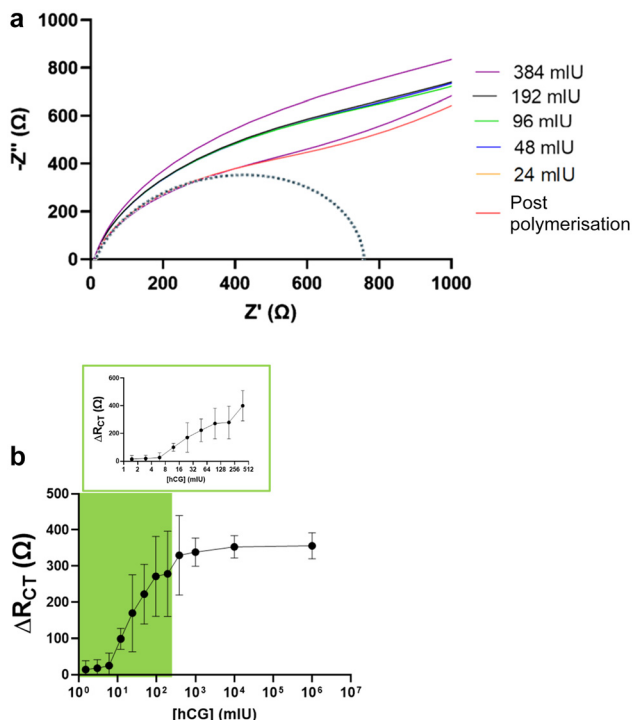 a
1000
800
600
400
200
0
-Z'' (Ω)
0 200 400 600 800 1000
Z' (Ω)
384 mIU
192 mIU
96 mIU
48 mIU
24 mIU
Post
polymerisation
600
400
200
0
ΔRCT (Ω)
1 2 4 8 16 32 64 128 256 512
[hCG] (mIU)
b
500
400
300
200
100
0
ΔRCT (Ω)
10⁰ 10¹ 10² 10³ 10⁴ 10⁵ 10⁶ 10⁷
[hCG] (mIU)